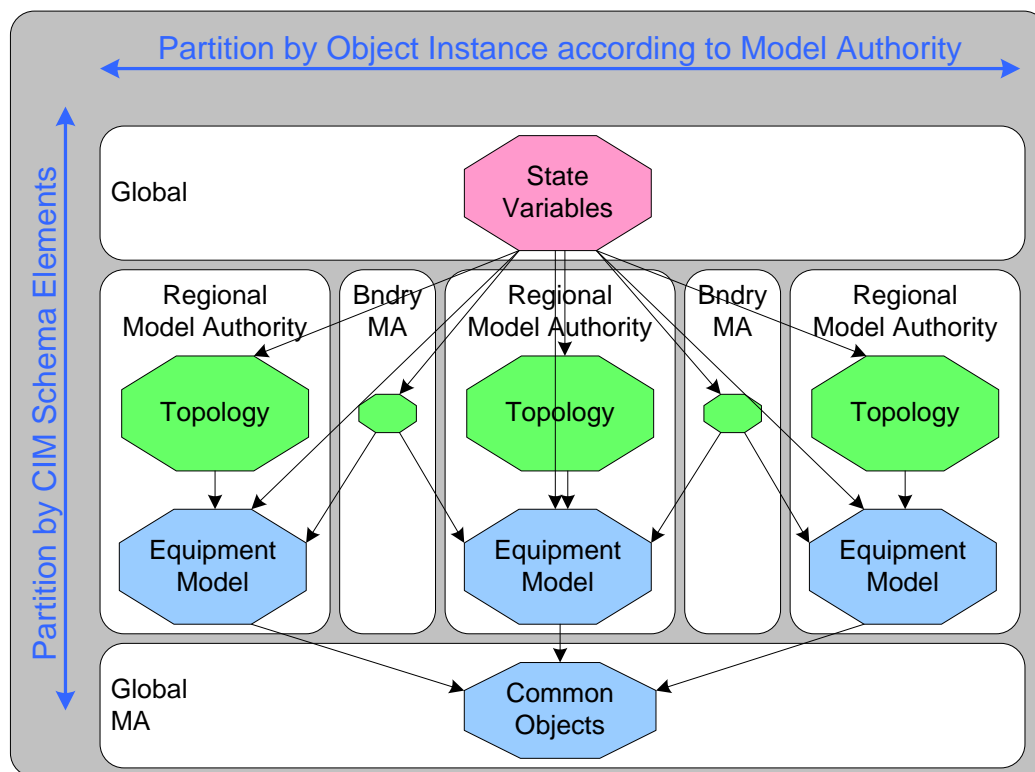 Partition by Object Instance according to Model Authority
Partition by CIM Schema Elements
Global
State
Variables
Regional
Model Authority
Bndry
MA
Regional
Model Authority
Bndry
MA
Regional
Model Authority
Topology
Topology
Topology
Equipment
Model
Equipment
Model
Equipment
Model
Global
MA
Common
Objects